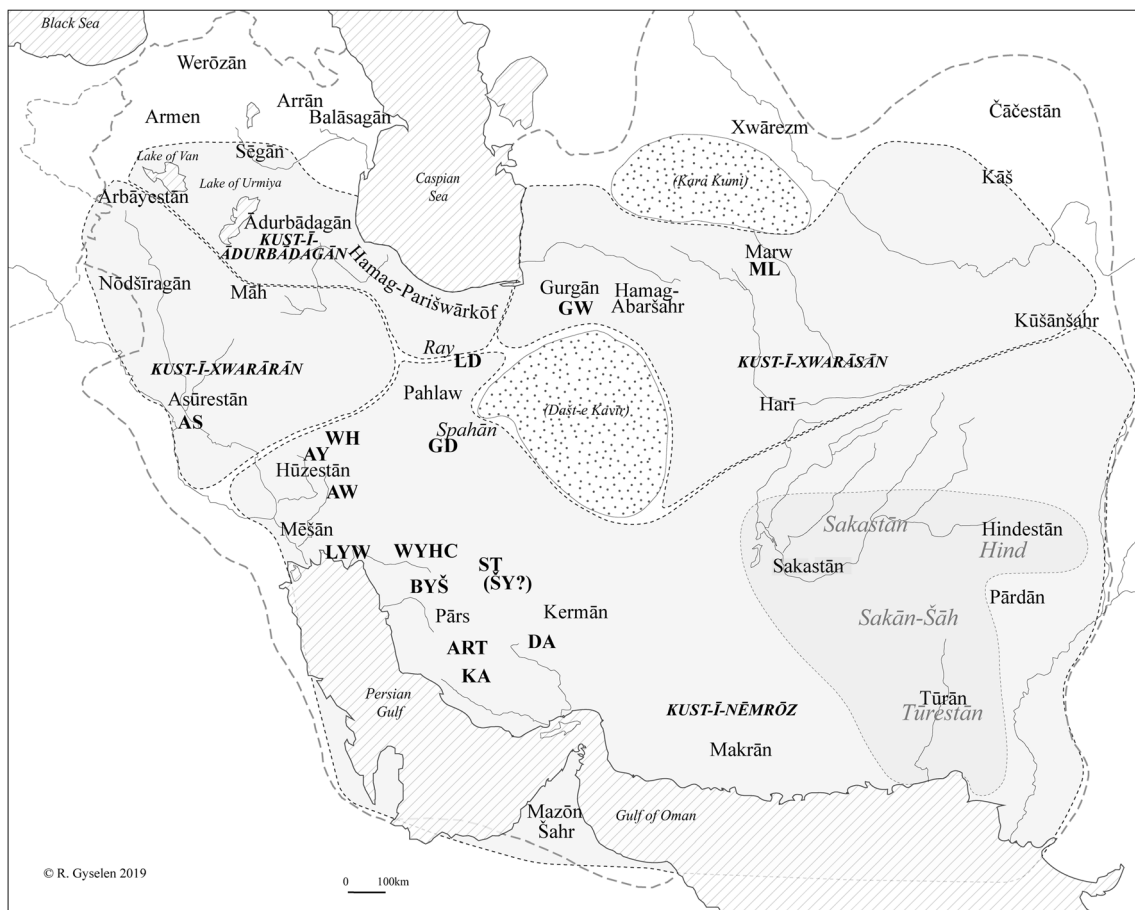 Black Sea
Werōzān
Arrān
Balāsagān
Armen
Xwārezm
Čāčestān
Sēgān
Lake of Van
Lake of Urmiya
Caspian
Sea
(Kara Kumi)
Kāš
Arbāyestān
Ādurbādagān
KUST-Ī-
ĀDURBĀDAGĀN
Marw
ML
Nōdšīragān
Māh
Hamag-Parišwārkōf
Gurgān
GW
Hamag-
Abaršahr
Kūšānšahr
Ray
LD
KUST-Ī-XWARĀRĀN
KUST-Ī-XWARĀSĀN
Pahlaw
Asūrestān
AS
Harī
(Dašt-e Kavīr)
Spahān
GD
WH
AY
Hūzestān
AW
Mēšān
Sakastān
Hindestān
Hind
LYW
WYHC
ST
(ŠY?)
BYŠ
Sakastān
Pārdān
Pārs
Kermān
Sakān-Šāh
ART
DA
KA
Persian
Gulf
KUST-Ī-NĒMRŌZ
Tūrān
Tūrestān
Makrān
Mazōn
Šahr
Gulf of Oman
© R. Gyselen 2019
0 100km